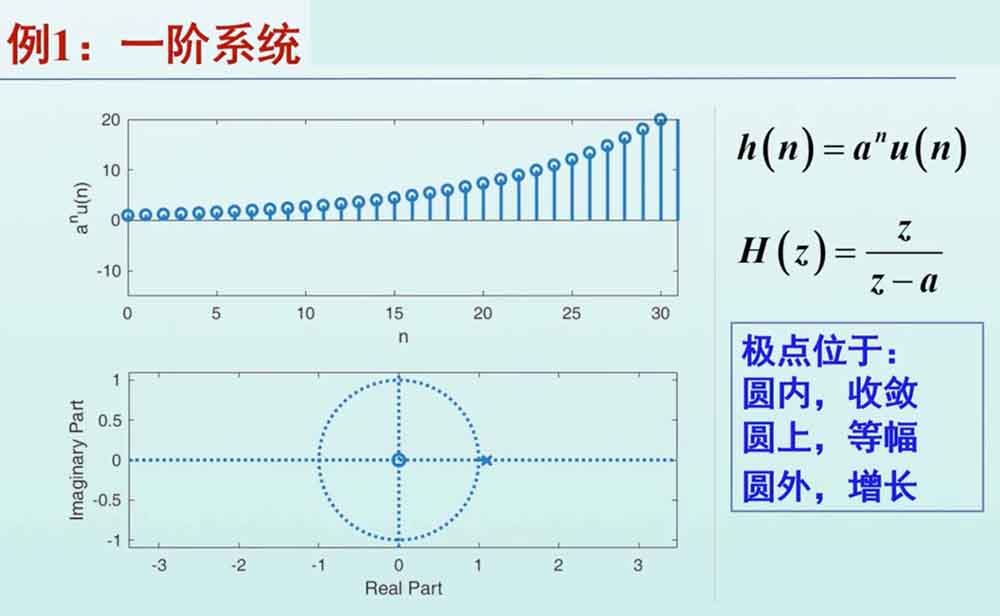 例1：一阶系统
20
10
0
-10
aⁿu(n)
0 5 10 15 20 25 30
n
h(n)=aⁿu(n)
H(z)=z/(z-a)
极点位于：
圆内，收敛
圆上，等幅
圆外，增长
1
0.5
0
-0.5
-1
Imaginary Part
-3 -2 -1 0 1 2 3
Real Part